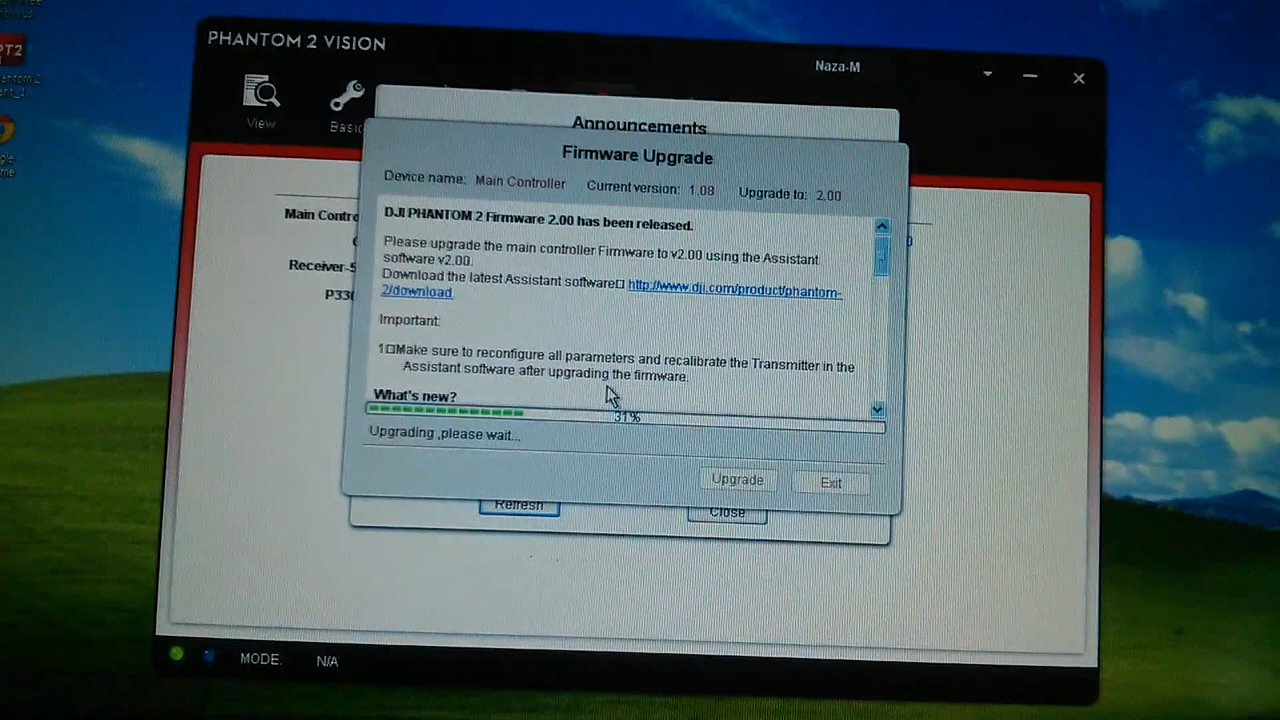 PHANTOM 2 VISION
Naza-M
View
Basic
Announcements
Firmware Upgrade
Device name: Main Controller Current version: 1.08 Upgrade to: 2.00
DJI PHANTOM 2 Firmware 2.00 has been released.
Please upgrade the main controller Firmware to v2.00 using the Assistant
software v2.00.
Download the latest Assistant software□ http://www.dji.com/product/phantom-
2/download
Important:
1□Make sure to reconfigure all parameters and recalibrate the Transmitter in the
Assistant software after upgrading the firmware.
What's new?
31%
Upgrading ,please wait...
Upgrade
Exit
Main Contro
Receiver-S
P33
Refresh
Close
MODE:
N/A